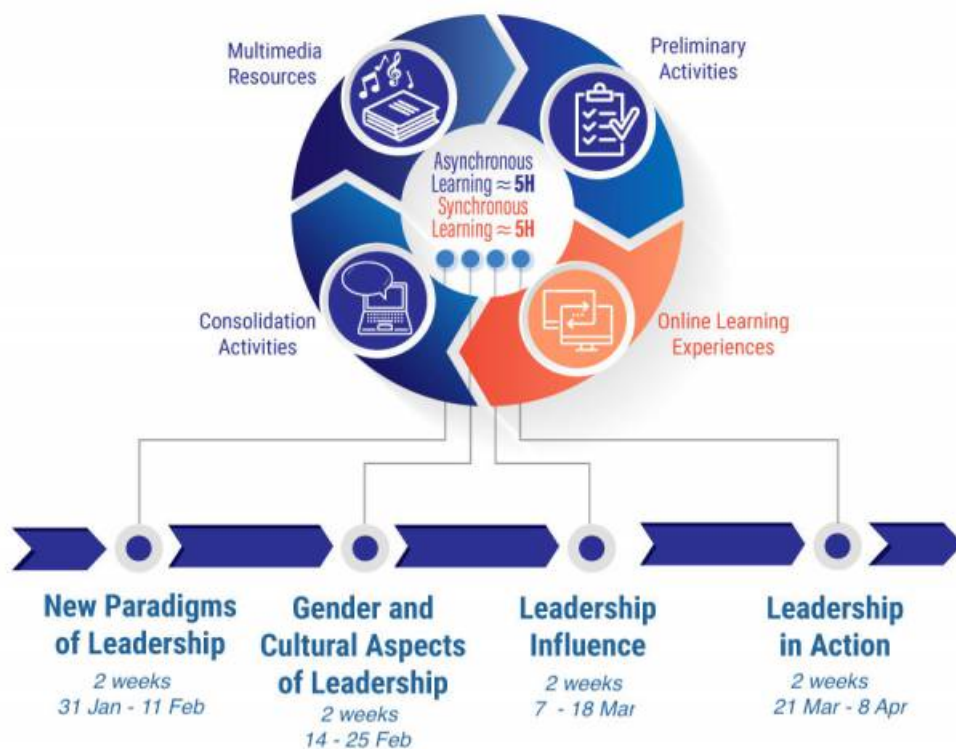 Multimedia
Resources
Preliminary
Activities
Asynchronous
Learning ≈ 5H
Synchronous
Learning ≈ 5H
Consolidation
Activities
Online Learning
Experiences
New Paradigms
of Leadership
2 weeks
31 Jan - 11 Feb
Gender and
Cultural Aspects
of Leadership
2 weeks
14 - 25 Feb
Leadership
Influence
2 weeks
7 - 18 Mar
Leadership
in Action
2 weeks
21 Mar - 8 Apr